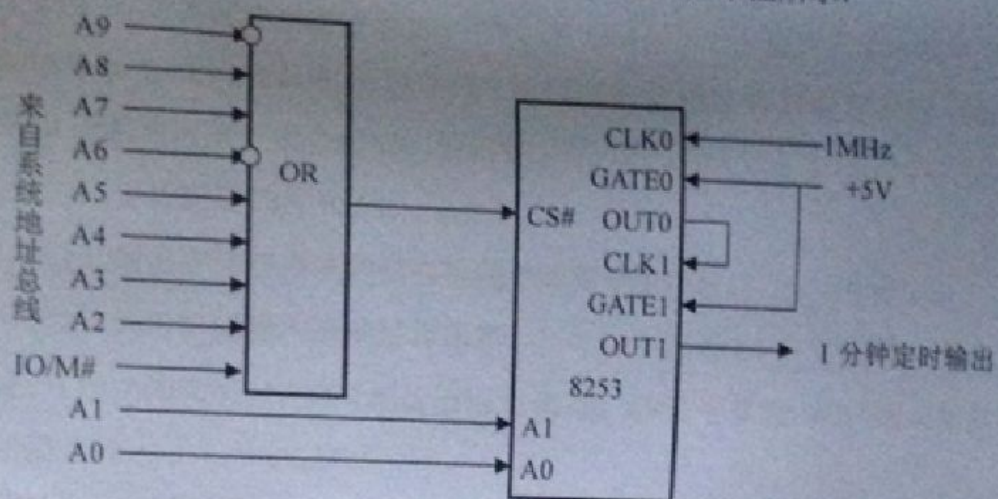 来自系统地址总线
A9
A8
A7
A6
A5
A4
A3
A2
IO/M#
A1
A0
OR
CS#
CLK0
GATE0
OUT0
CLK1
GATE1
OUT1
8253
A1
A0
1MHz
+5V
1 分钟定时输出